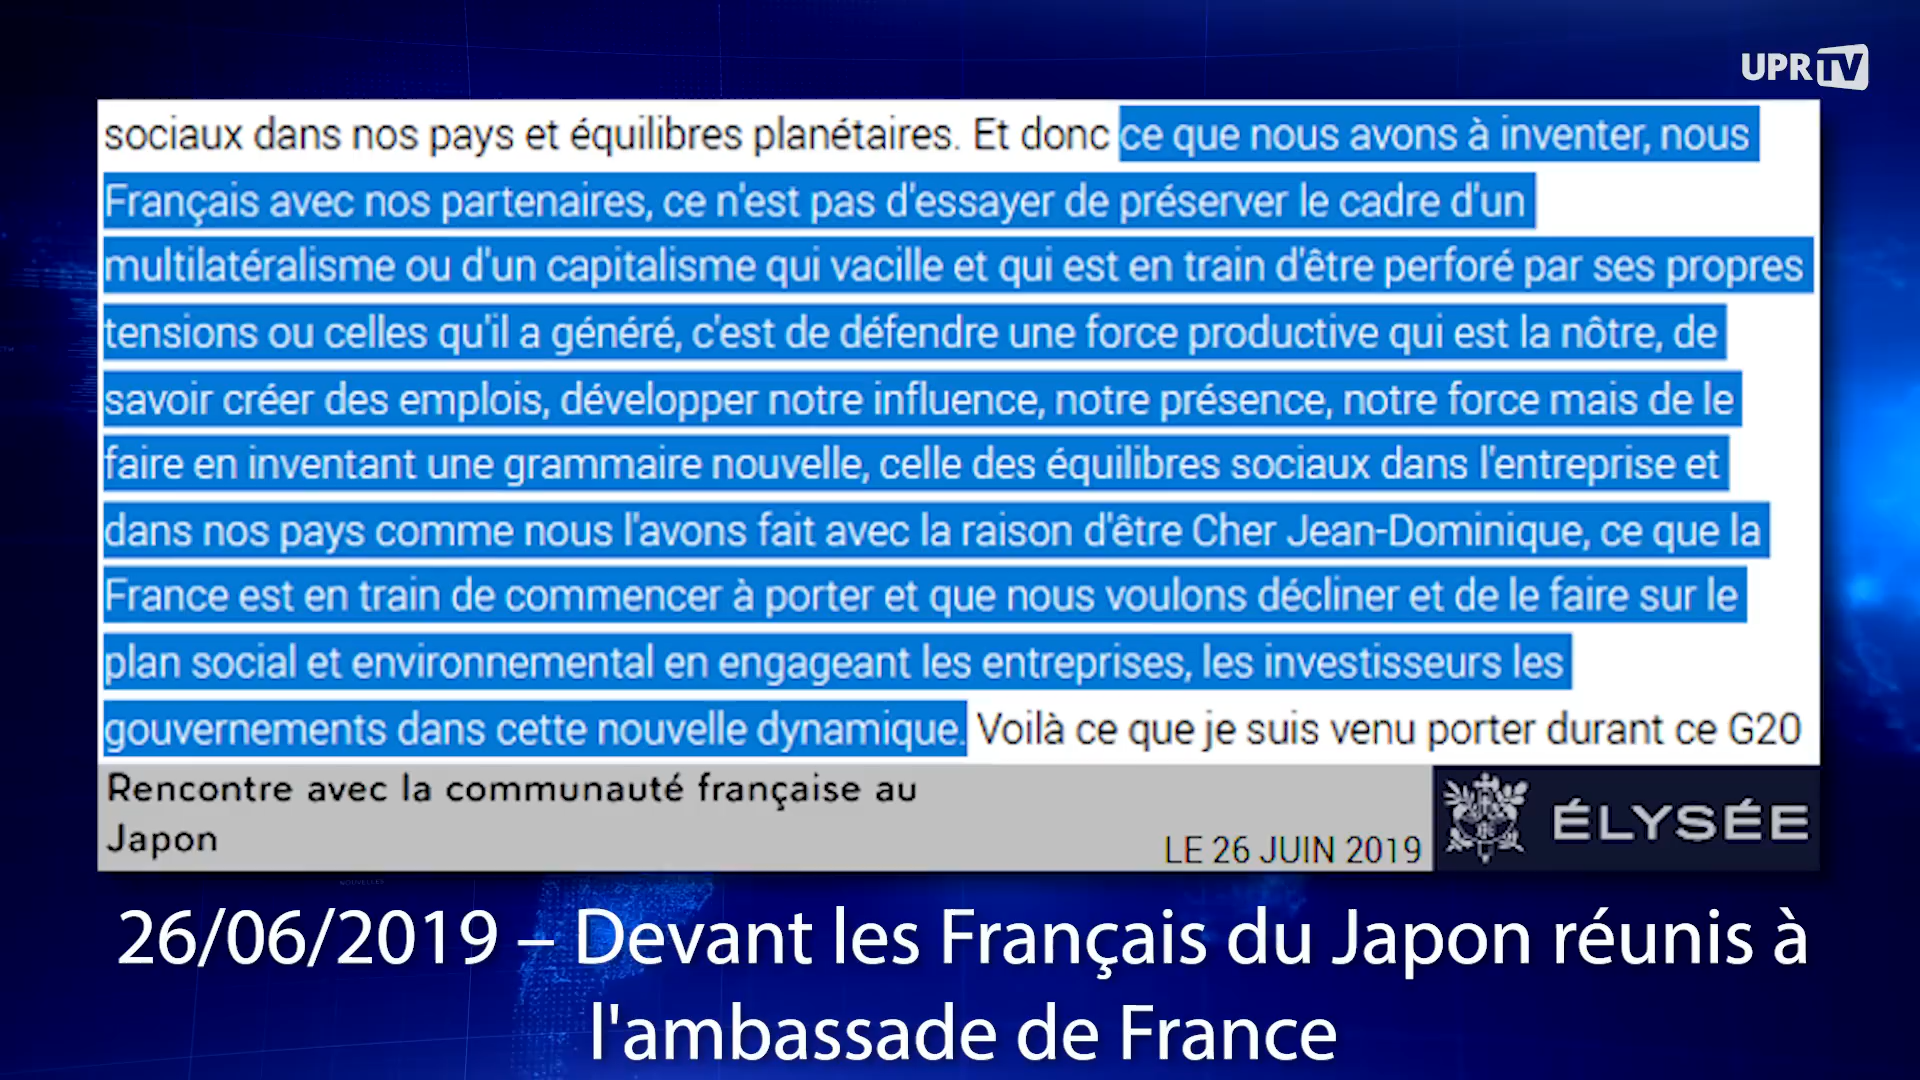 UPR TV
sociaux dans nos pays et équilibres planétaires. Et donc ce que nous avons à inventer, nous
Français avec nos partenaires, ce n'est pas d'essayer de préserver le cadre d'un
multilatéralisme ou d'un capitalisme qui vacille et qui est en train d'être perforé par ses propres
tensions ou celles qu'il a généré, c'est de défendre une force productive qui est la nôtre, de
savoir créer des emplois, développer notre influence, notre présence, notre force mais de le
faire en inventant une grammaire nouvelle, celle des équilibres sociaux dans l'entreprise et
dans nos pays comme nous l'avons fait avec la raison d'être Cher Jean-Dominique, ce que la
France est en train de commencer à porter et que nous voulons décliner et de le faire sur le
plan social et environnemental en engageant les entreprises, les investisseurs les
gouvernements dans cette nouvelle dynamique. Voilà ce que je suis venu porter durant ce G20
Rencontre avec la communauté française au
Japon
LE 26 JUIN 2019
ÉLYSÉE
26/06/2019 – Devant les Français du Japon réunis à
l'ambassade de France